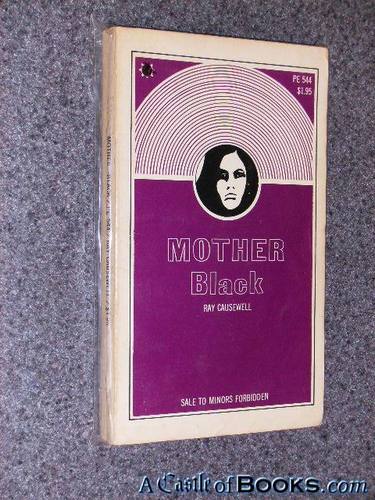 PE 544
$1.95
MOTHER
Black
RAY CAUSEWELL
SALE TO MINORS FORBIDDEN
A Castle of BOOKS.com